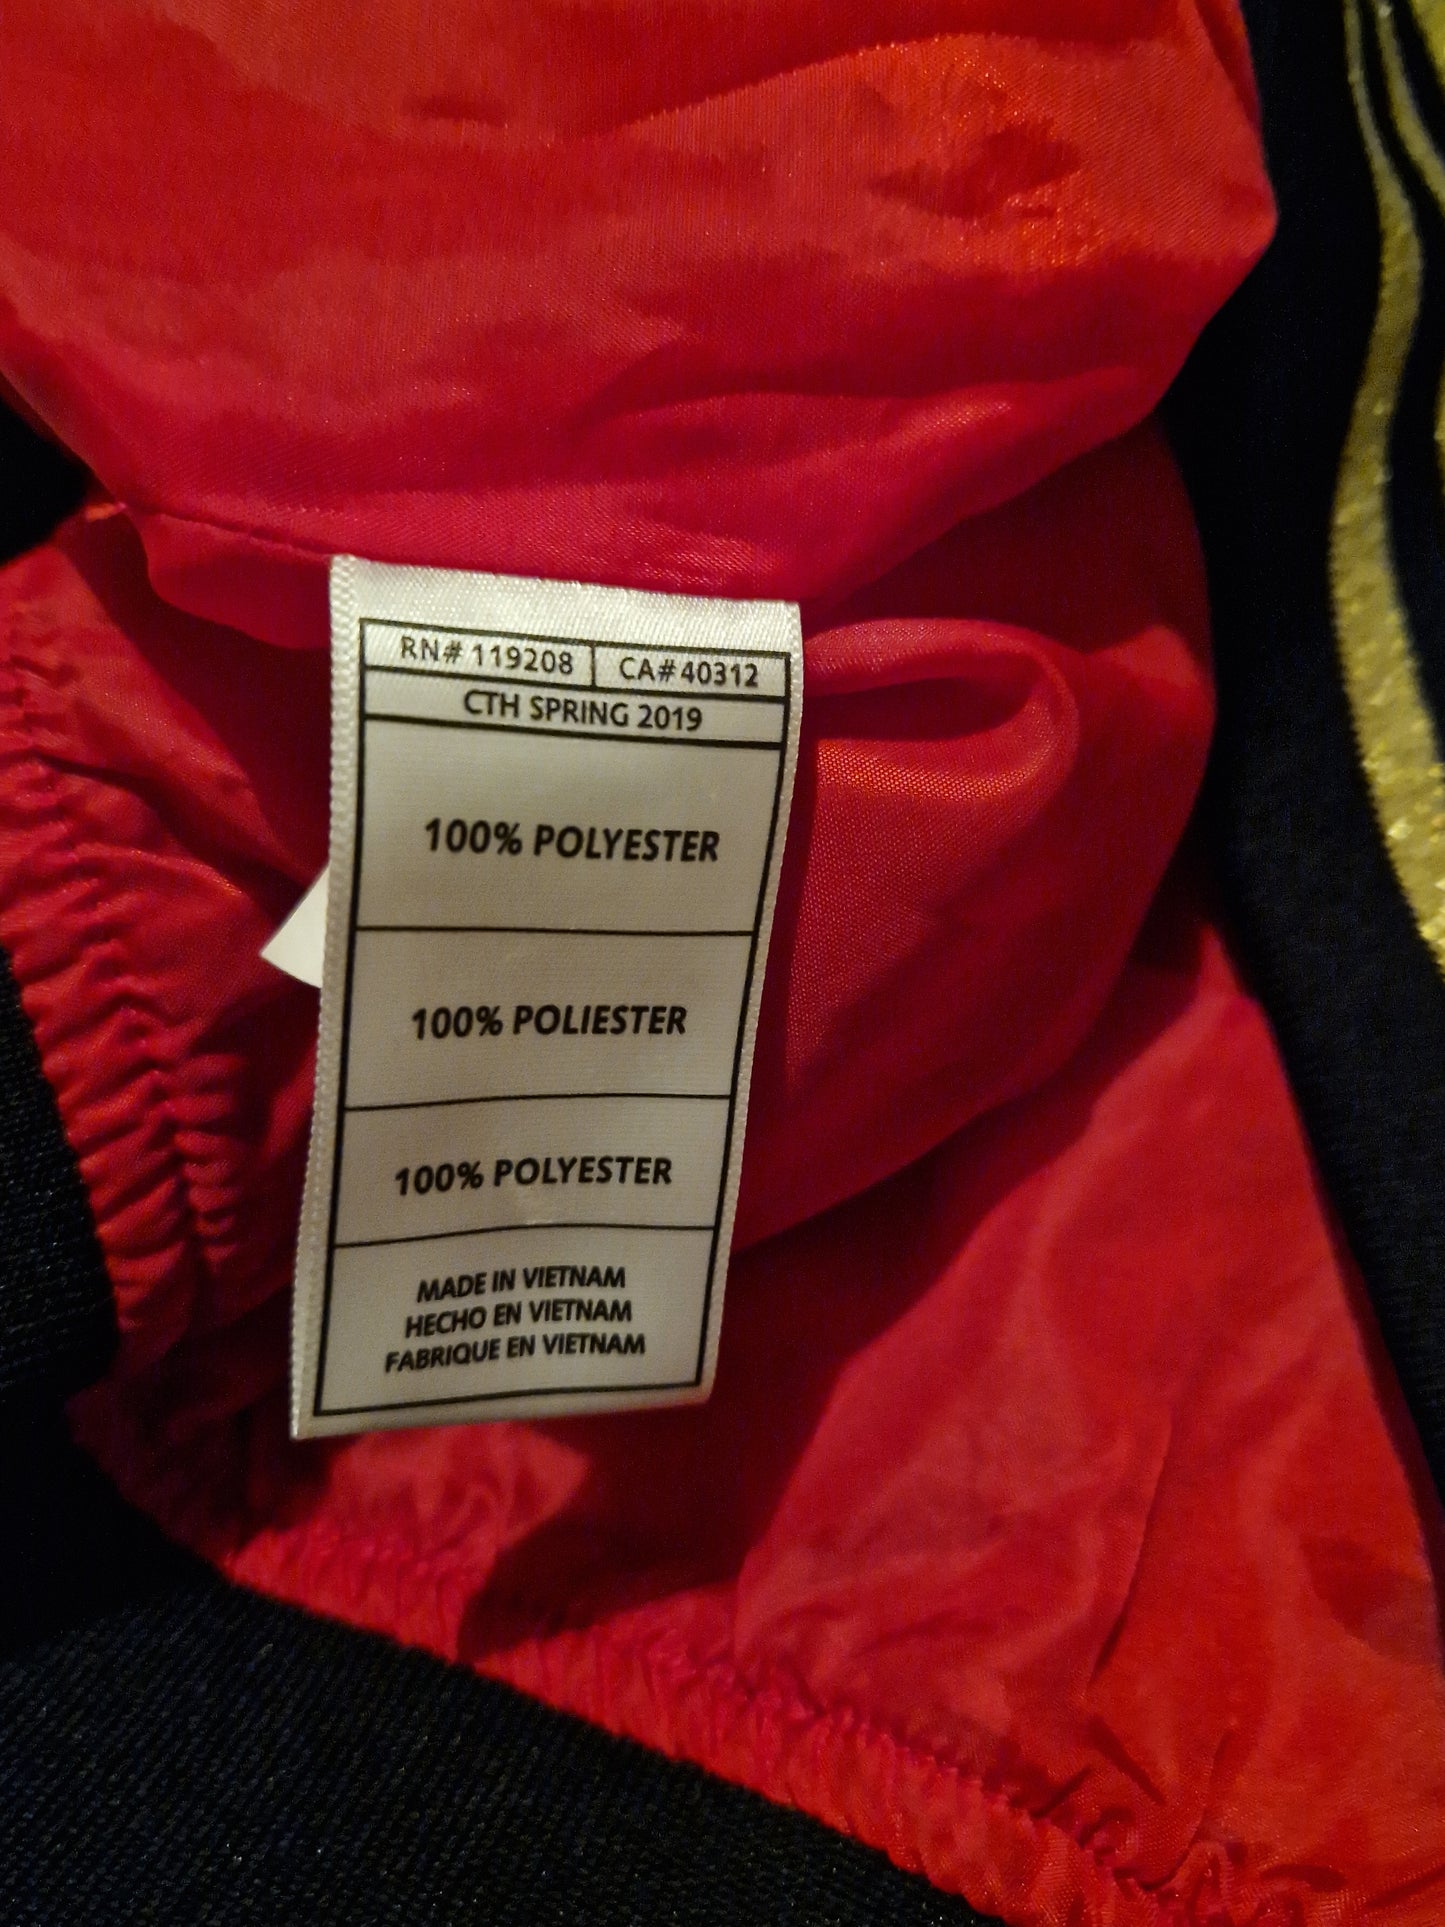 RN# 119208 CA# 40312
CTH SPRING 2019
100% POLYESTER
100% POLIESTER
100% POLYESTER
MADE IN VIETNAM
HECHO EN VIETNAM
FABRIQUE EN VIETNAM